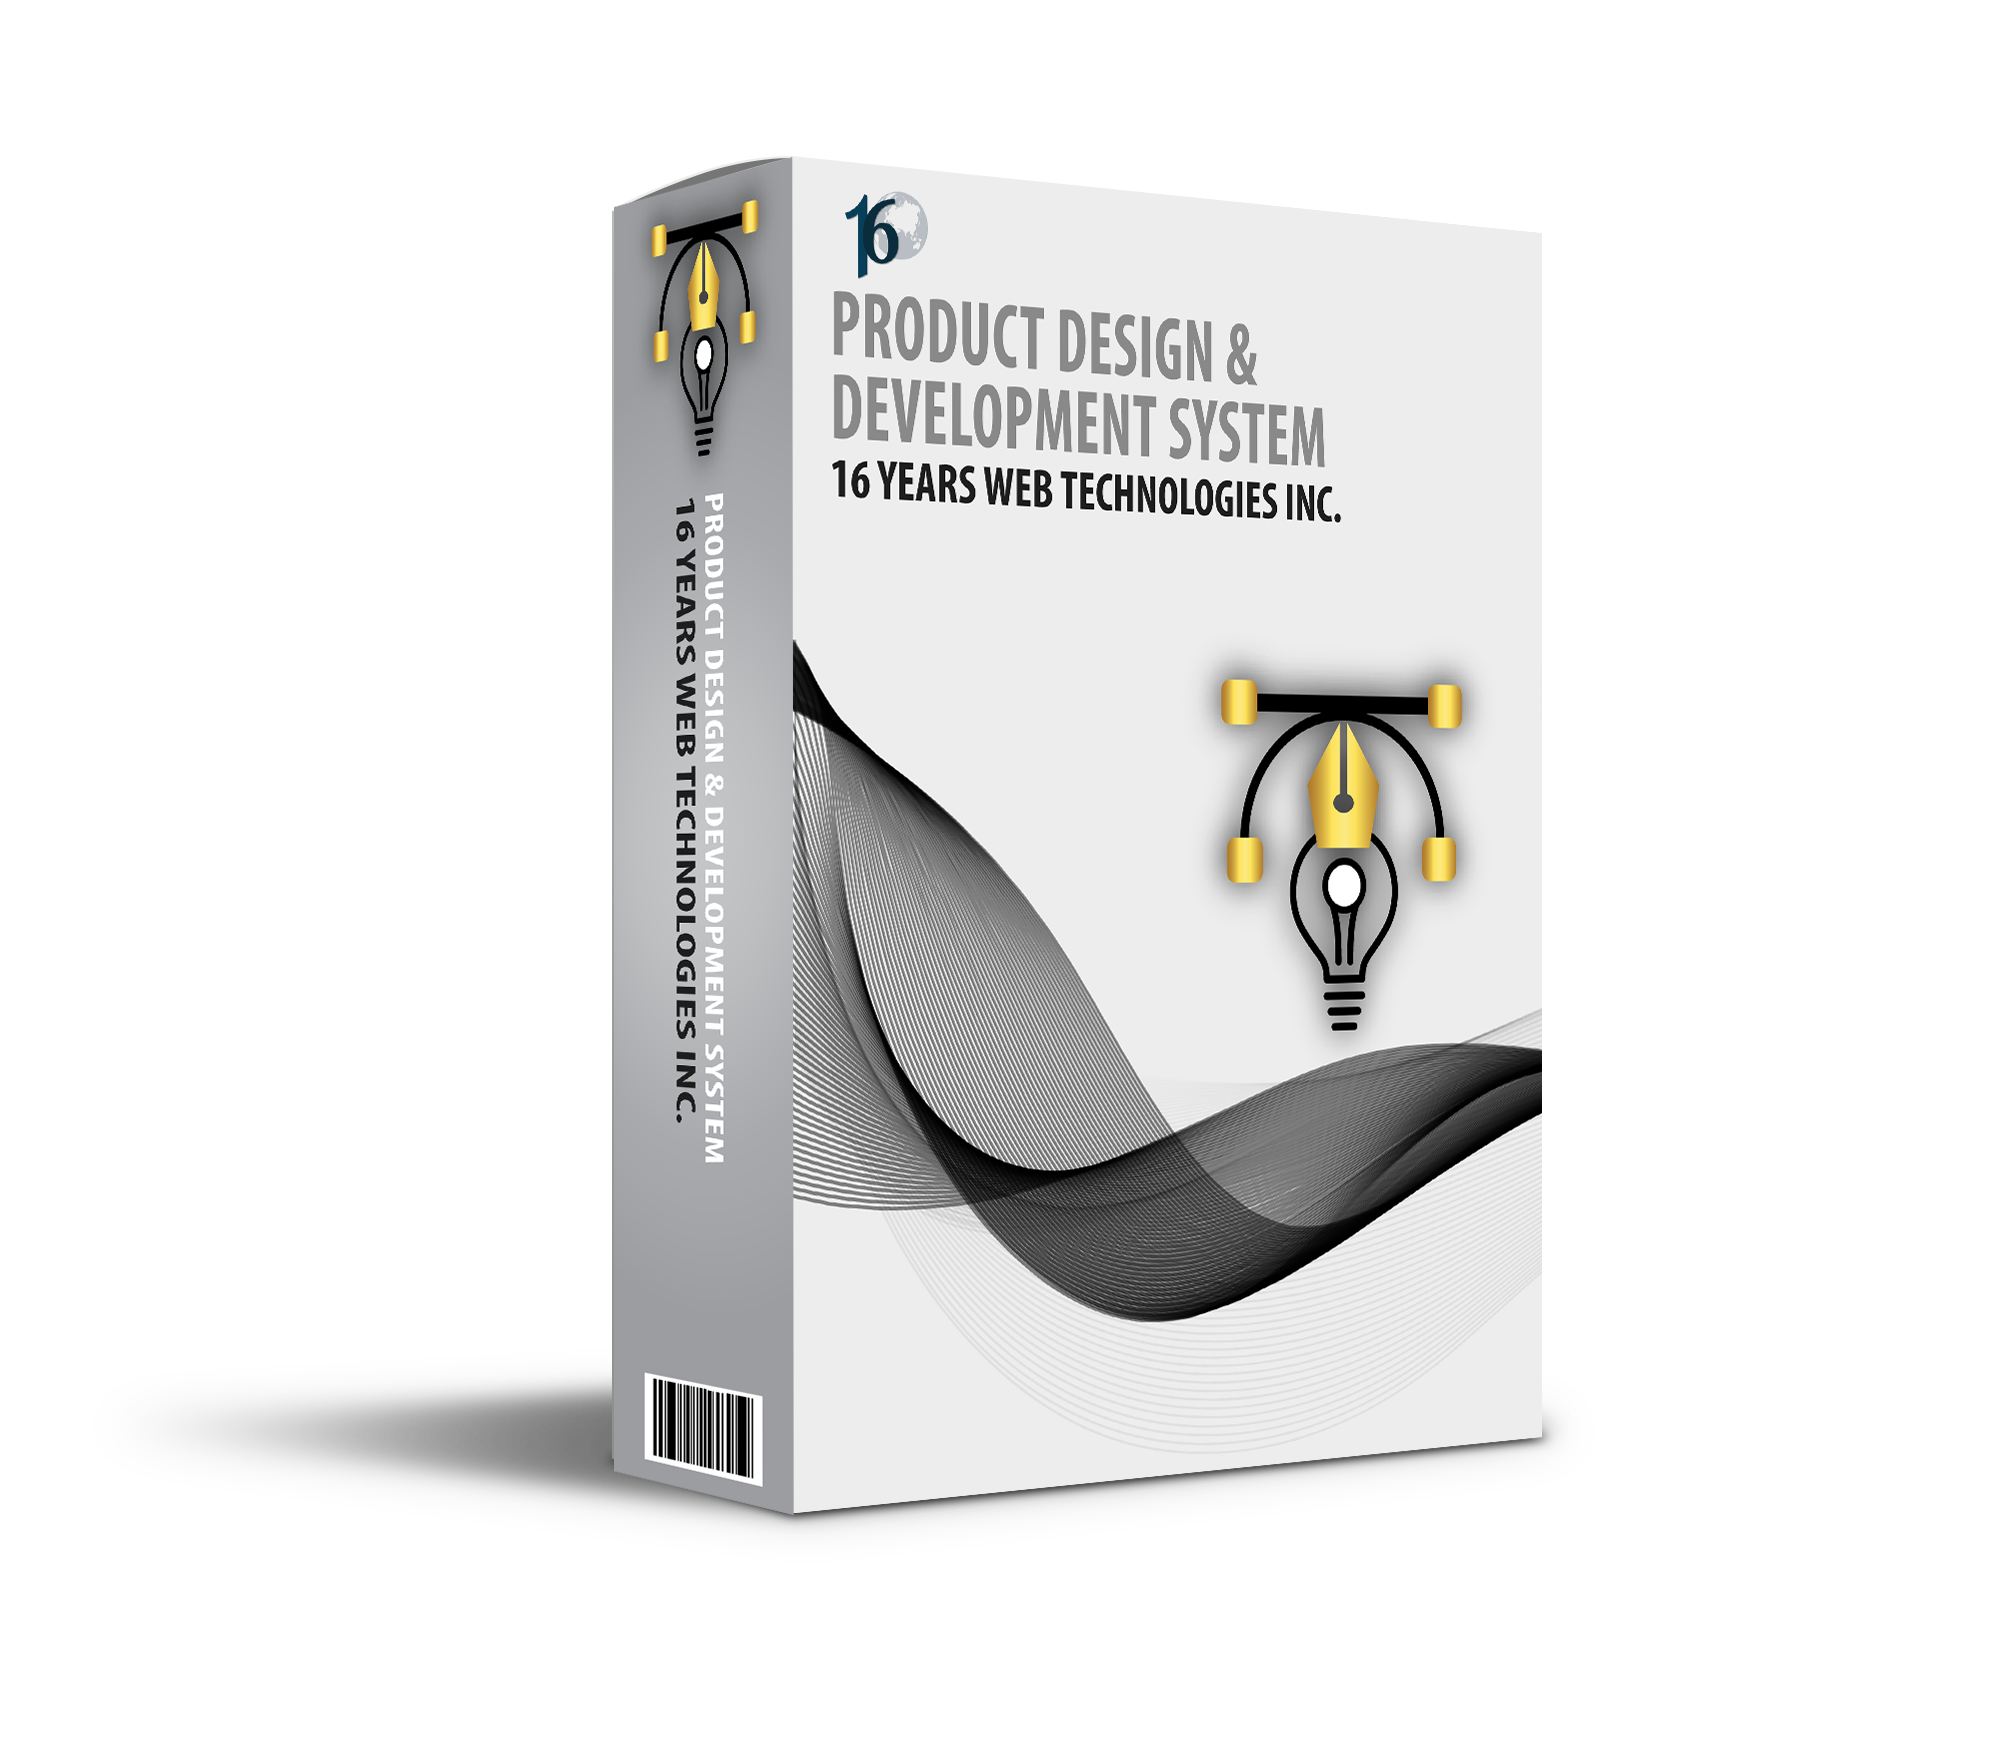 16
PRODUCT DESIGN &
DEVELOPMENT SYSTEM
16 YEARS WEB TECHNOLOGIES INC.
PRODUCT DESIGN & DEVELOPMENT SYSTEM
16 YEARS WEB TECHNOLOGIES INC.